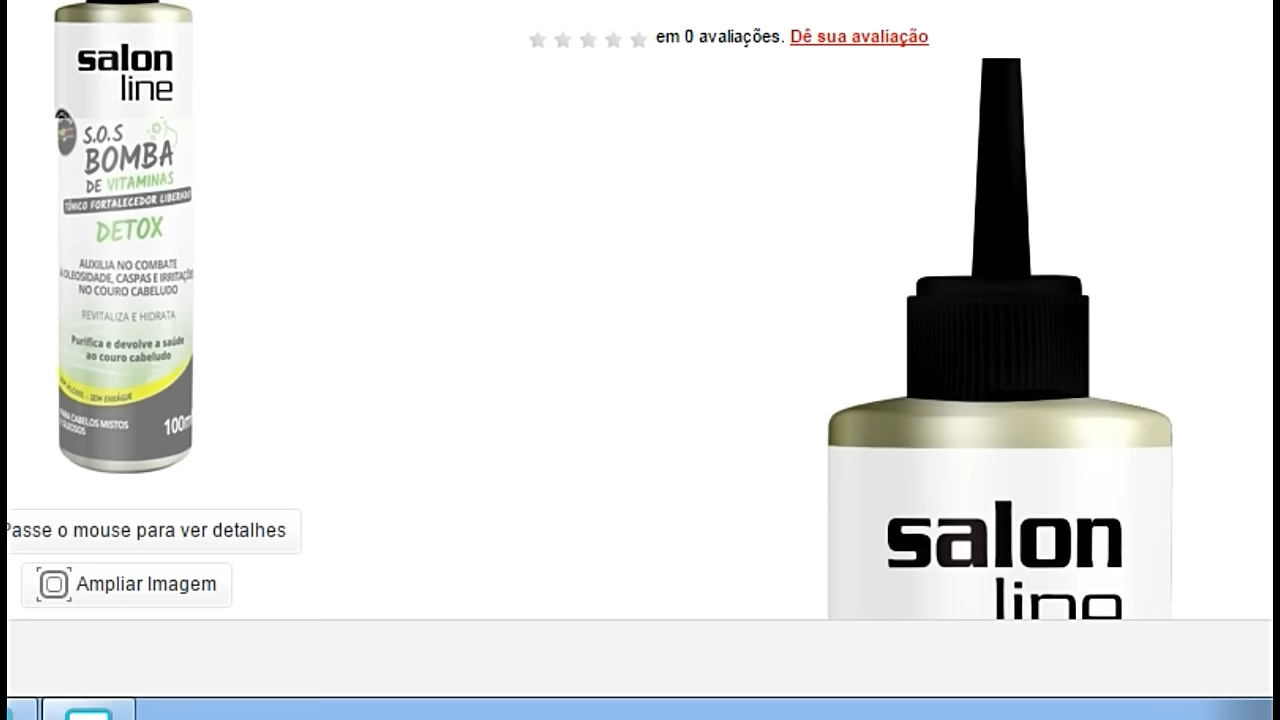 em 0 avaliações. Dê sua avaliação
salon
line
S.O.S
BOMBA
DE VITAMINAS
TÔNICO FORTALECEDOR LIBERADO
DETOX
AUXILIA NO COMBATE
À OLEOSIDADE, CASPAS E IRRITAÇÕES
NO COURO CABELUDO
REVITALIZA E HIDRATA
Purifica e devolve a saúde
ao couro cabeludo
ÁLCOOL - SEM ENXÁGUE
PARA CABELOS MISTOS
OLEOSOS
100m
Passe o mouse para ver detalhes
Ampliar Imagem
salon
line